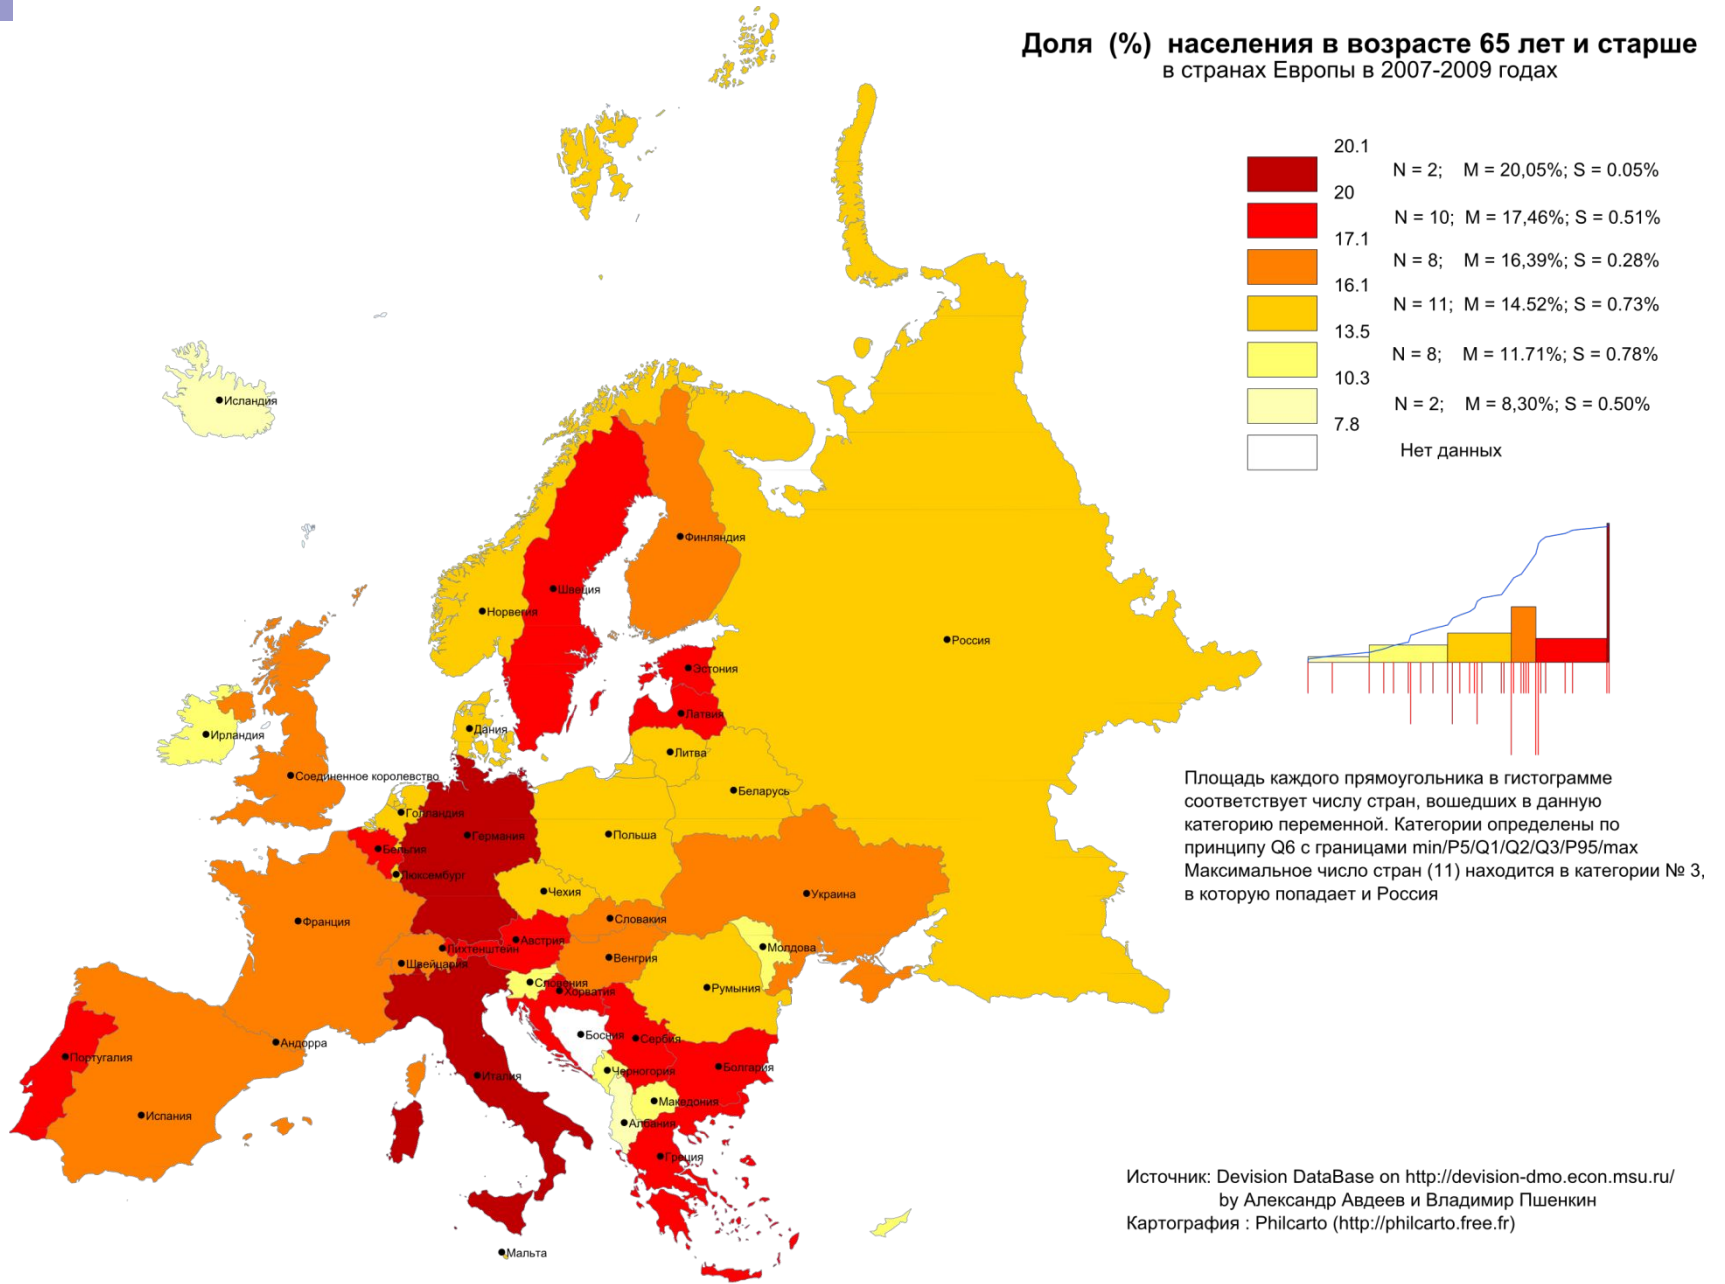 Доля (%) населения в возрасте 65 лет и старше
в странах Европы в 2007-2009 годах
20.1
N = 2; M = 20,05%; S = 0.05%
20
N = 10; M = 17,46%; S = 0.51%
17.1
N = 8; M = 16,39%; S = 0.28%
16.1
N = 11; M = 14.52%; S = 0.73%
13.5
N = 8; M = 11.71%; S = 0.78%
10.3
N = 2; M = 8,30%; S = 0.50%
7.8
Нет данных
Исландия
Финляндия
Швеция
Норвегия
Россия
Эстония
Латвия
Дания
Ирландия
Литва
Соединенное королевство
Беларусь
Голландия
Германия
Польша
Бельгия
Люксембург
Чехия
Украина
Франция
Словакия
Австрия
Лихтенштейн
Молдова
Швейцария
Венгрия
Словения
Хорватия
Румыния
Босния
Сербия
Андорра
Португалия
Черногория
Болгария
Италия
Македония
Испания
Албания
Греция
Мальта
Площадь каждого прямоугольника в гистограмме
соответствует числу стран, вошедших в данную
категорию переменной. Категории определены по
принципу Q6 с границами min/P5/Q1/Q2/Q3/P95/max
Максимальное число стран (11) находится в категории № 3,
в которую попадает и Россия
Источник: Devision DataBase on http://devision-dmo.econ.msu.ru/
by Александр Авдеев и Владимир Пшенкин
Картография : Philcarto (http://philcarto.free.fr)